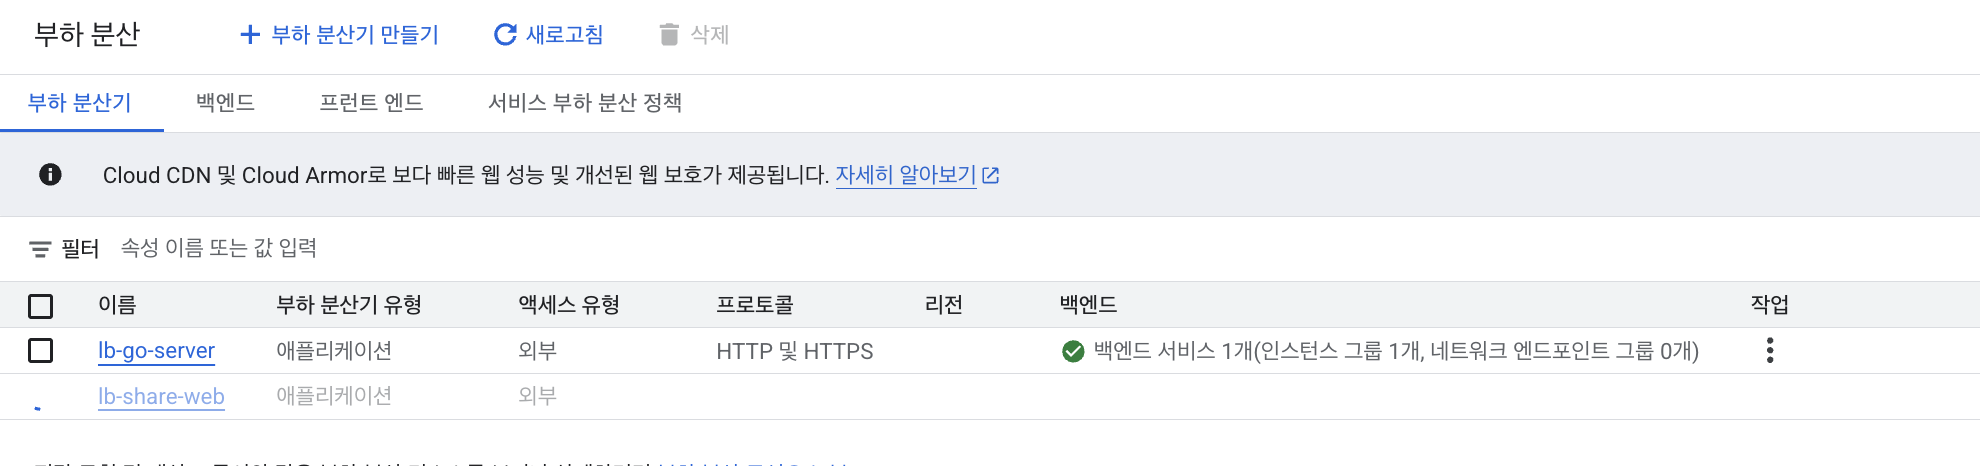 부하 분산 부하 분산기 만들기 새로고침 삭제
부하 분산기 백엔드 프런트 엔드 서비스 부하 분산 정책
Cloud CDN 및 Cloud Armor로 보다 빠른 웹 성능 및 개선된 웹 보호가 제공됩니다. 자세히 알아보기
필터 속성 이름 또는 값 입력
이름 부하 분산기 유형 액세스 유형 프로토콜 리전 백엔드 작업
lb-go-server 애플리케이션 외부 HTTP 및 HTTPS 백엔드 서비스 1개(인스턴스 그룹 1개, 네트워크 엔드포인트 그룹 0개)
lb-share-web 애플리케이션 외부